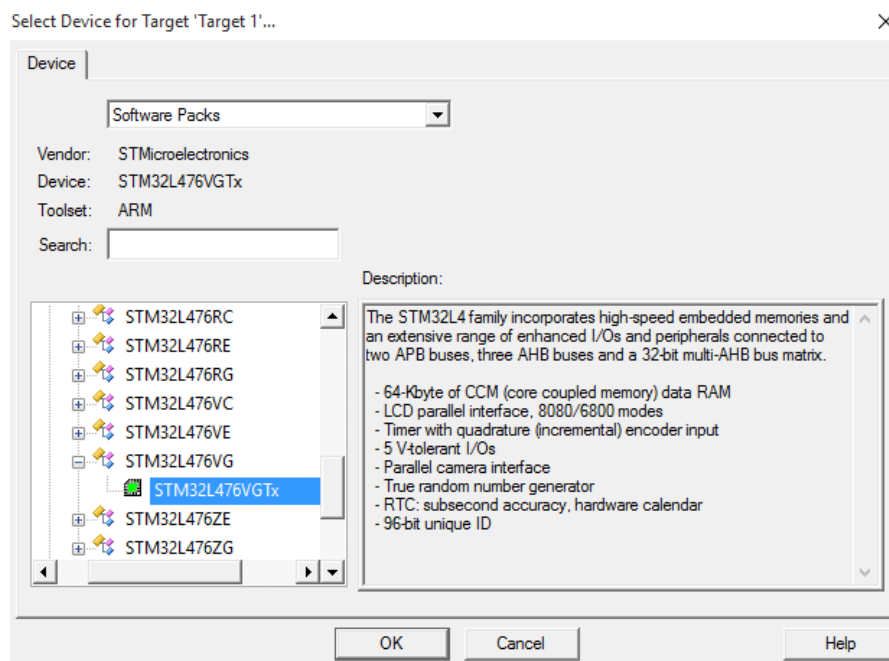 Select Device for Target 'Target 1'...
Device
Software Packs
Vendor: STMicroelectronics
Device: STM32L476VGTx
Toolset: ARM
Search:
Description:
STM32L476RC
STM32L476RE
STM32L476RG
STM32L476VC
STM32L476VE
STM32L476VG
STM32L476VGTx
STM32L476ZE
STM32L476ZG
The STM32L4 family incorporates high-speed embedded memories and
an extensive range of enhanced I/Os and peripherals connected to
two APB buses, three AHB buses and a 32-bit multi-AHB bus matrix.
- 64-Kbyte of CCM (core coupled memory) data RAM
- LCD parallel interface, 8080/6800 modes
- Timer with quadrature (incremental) encoder input
- 5 V-tolerant I/Os
- Parallel camera interface
- True random number generator
- RTC: subsecond accuracy, hardware calendar
- 96-bit unique ID
OK
Cancel
Help